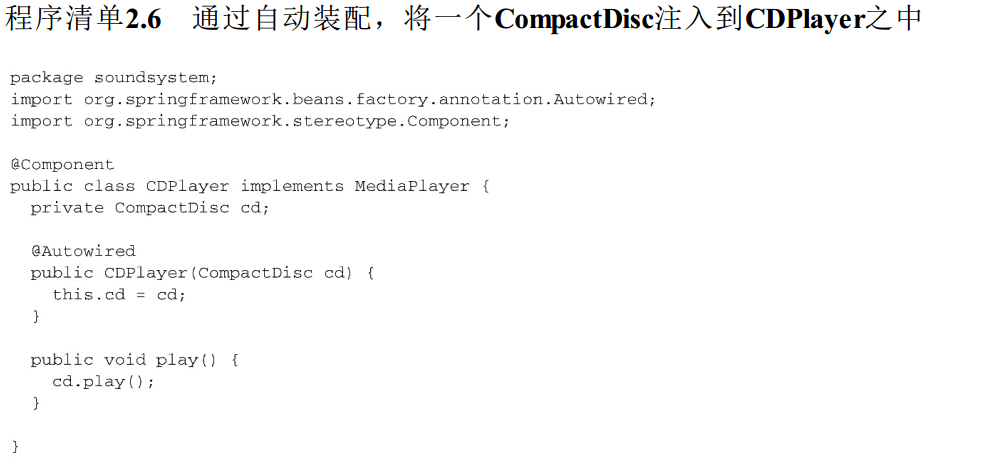 程序清单2.6 通过自动装配，将一个CompactDisc注入到CDPlayer之中
package soundsystem;
import org.springframework.beans.factory.annotation.Autowired;
import org.springframework.stereotype.Component;
@Component
public class CDPlayer implements MediaPlayer {
  private CompactDisc cd;
  @Autowired
  public CDPlayer(CompactDisc cd) {
    this.cd = cd;
  }
  public void play() {
    cd.play();
  }
}